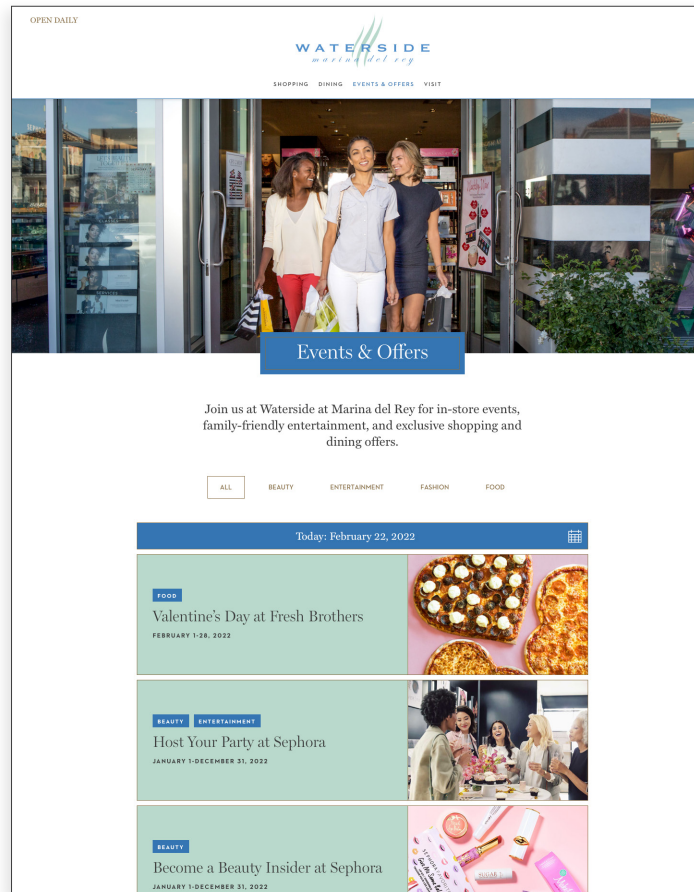 OPEN DAILY
WATERSIDE
marina del rey
SHOPPING DINING EVENTS & OFFERS VISIT
Events & Offers
Join us at Waterside at Marina del Rey for in-store events,
family-friendly entertainment, and exclusive shopping and
dining offers.
ALL BEAUTY ENTERTAINMENT FASHION FOOD
Today: February 22, 2022
FOOD
Valentine's Day at Fresh Brothers
FEBRUARY 1-28, 2022
BEAUTY ENTERTAINMENT
Host Your Party at Sephora
JANUARY 1-DECEMBER 31, 2022
BEAUTY
Become a Beauty Insider at Sephora
JANUARY 1-DECEMBER 31, 2022
SUGAR